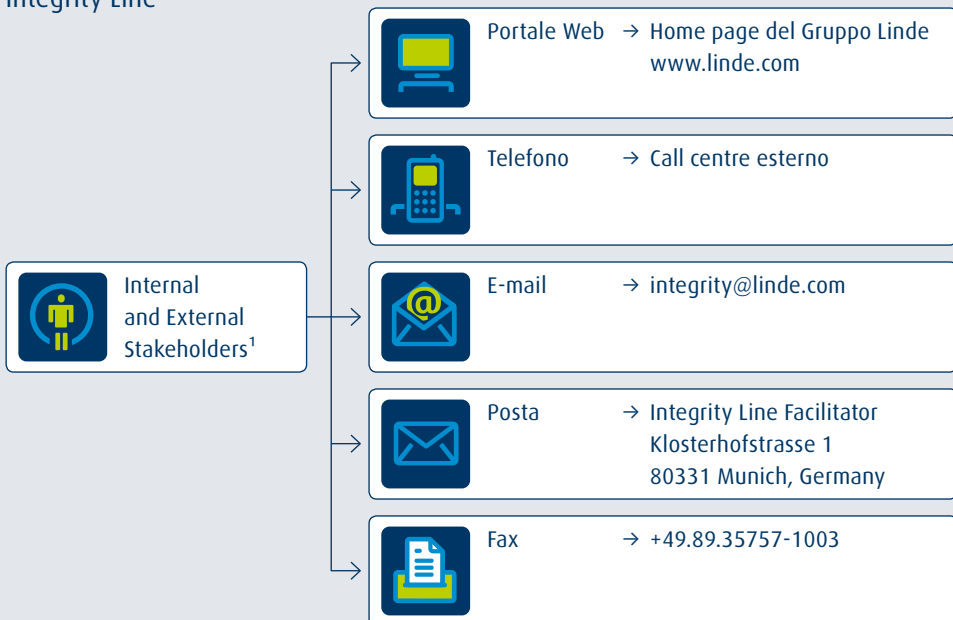 Integrity Line
Portale Web → Home page del Gruppo Linde
www.linde.com
Telefono → Call centre esterno
Internal
and External
Stakeholders¹
E-mail → integrity@linde.com
Posta → Integrity Line Facilitator
Klosterhofstrasse 1
80331 Munich, Germany
Fax → +49.89.35757-1003